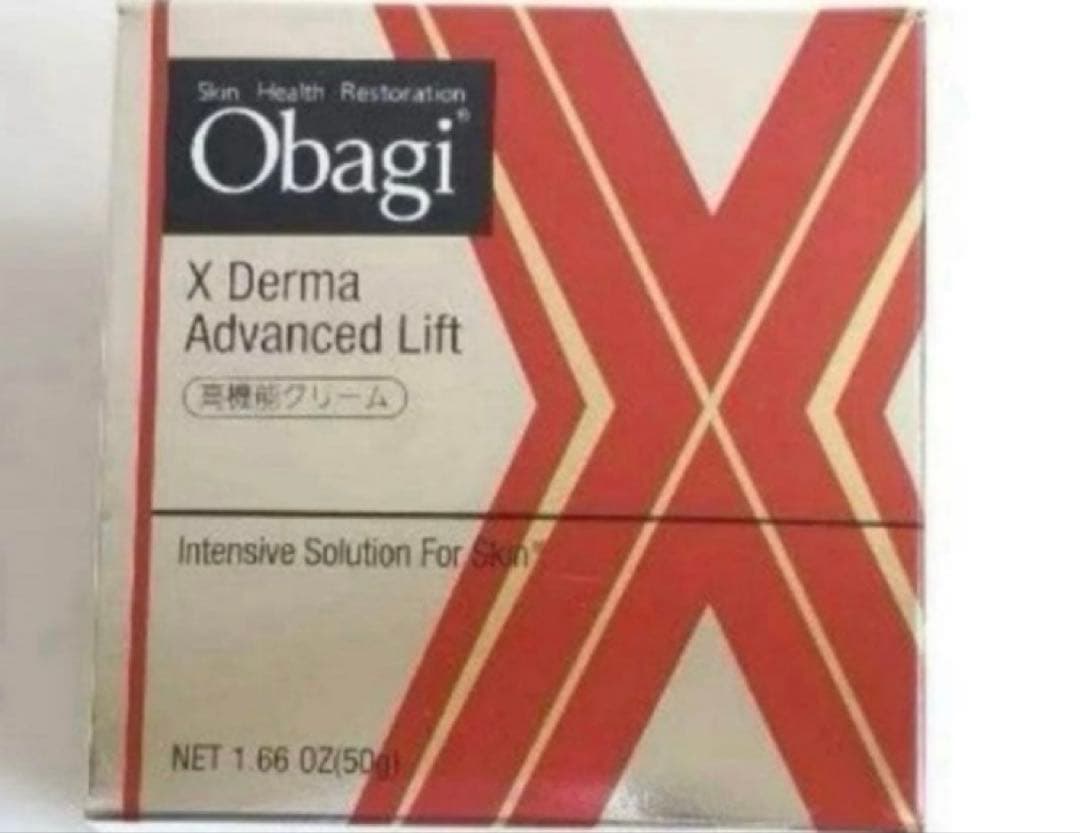 Skin Health Restoration
Obagi®
X Derma
Advanced Lift
高機能クリーム
Intensive Solution For Skin*
NET 1.66 OZ(50g)